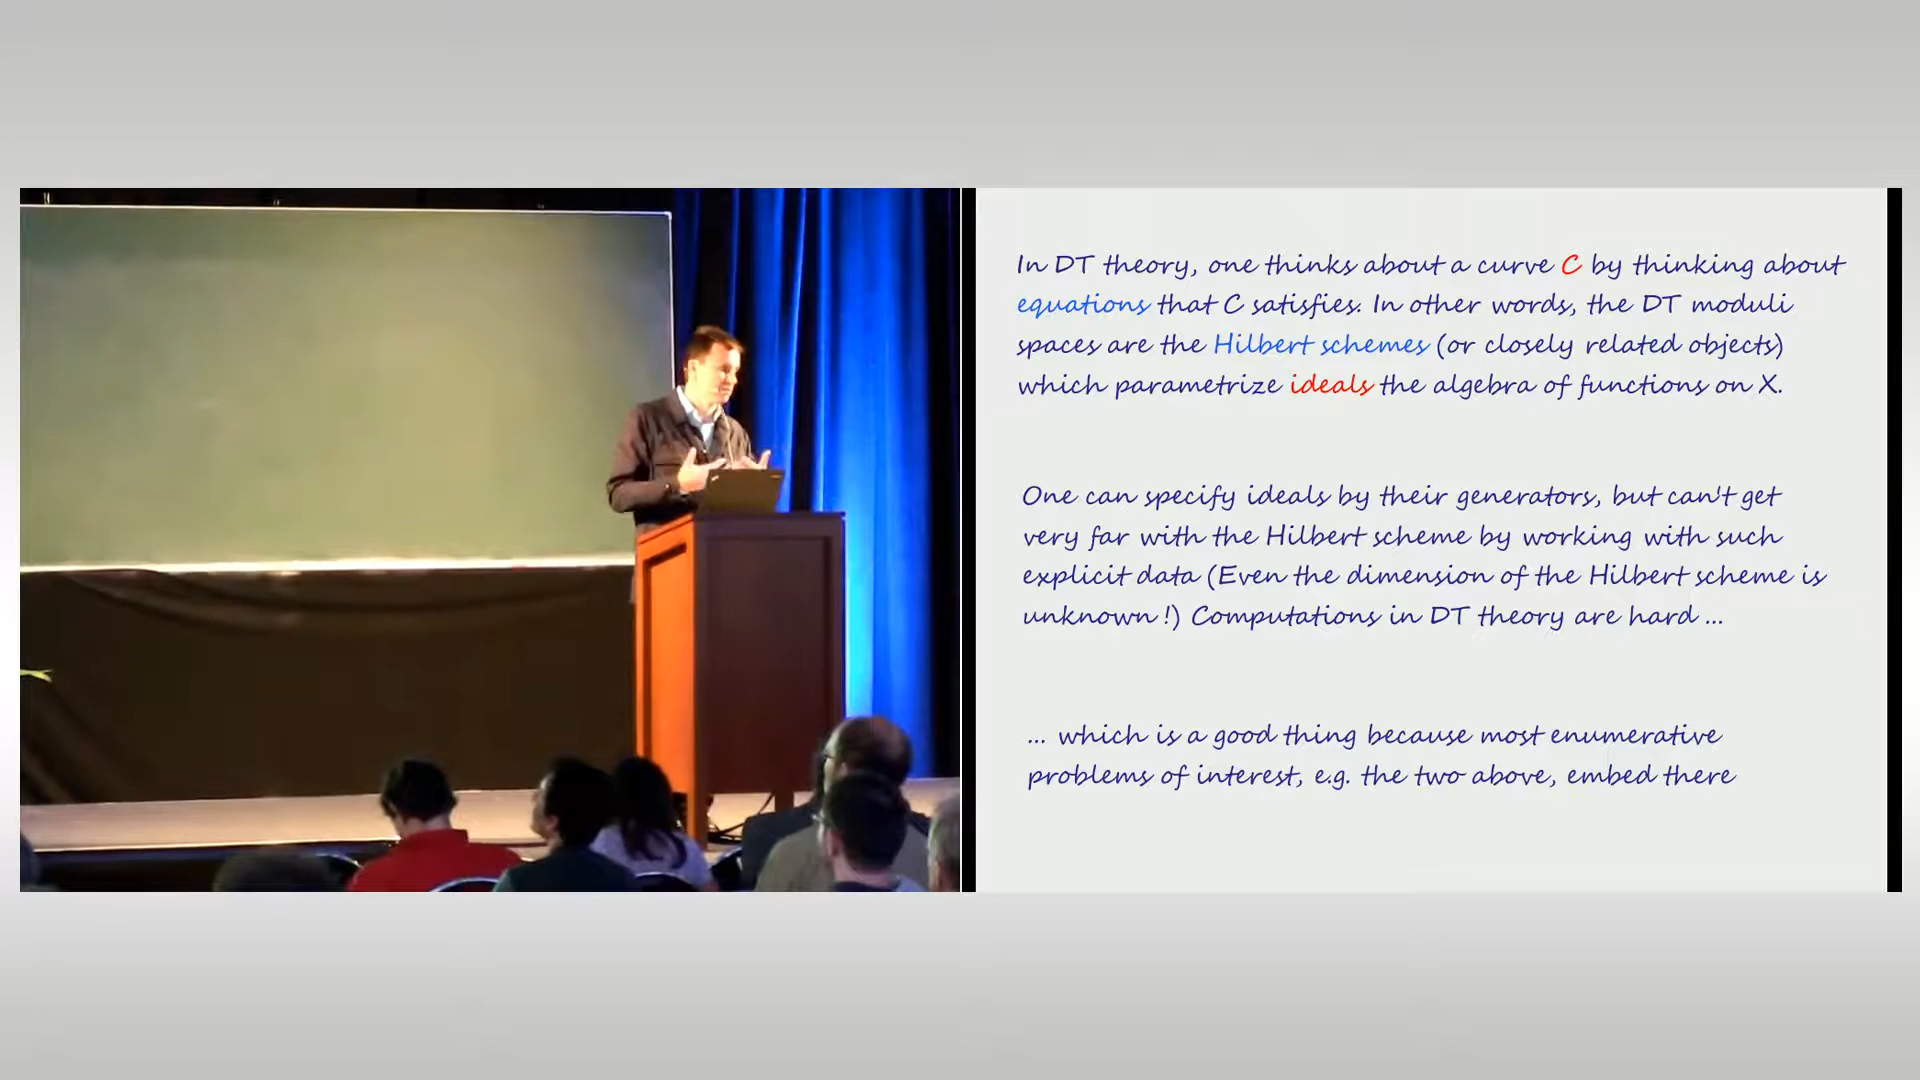 In DT theory, one thinks about a curve C by thinking about
equations that C satisfies. In other words, the DT moduli
spaces are the Hilbert schemes (or closely related objects)
which parametrize ideals the algebra of functions on X.
One can specify ideals by their generators, but can't get
very far with the Hilbert scheme by working with such
explicit data (Even the dimension of the Hilbert scheme is
unknown !) Computations in DT theory are hard ...
... which is a good thing because most enumerative
problems of interest, e.g. the two above, embed there